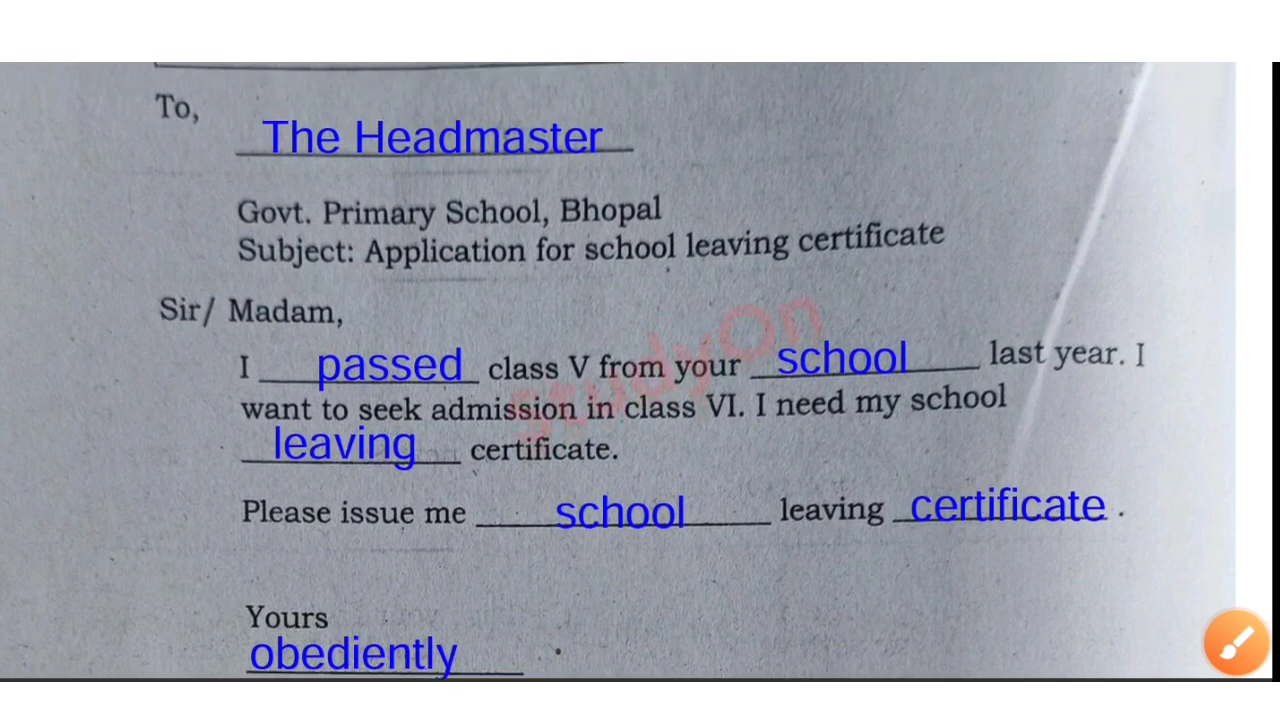 To,
The Headmaster
Govt. Primary School, Bhopal
Subject: Application for school leaving certificate
Sir/ Madam,
I passed class V from your school last year. I
want to seek admission in class VI. I need my school
leaving certificate.
Please issue me school leaving certificate .
Yours
obediently
StudyOn